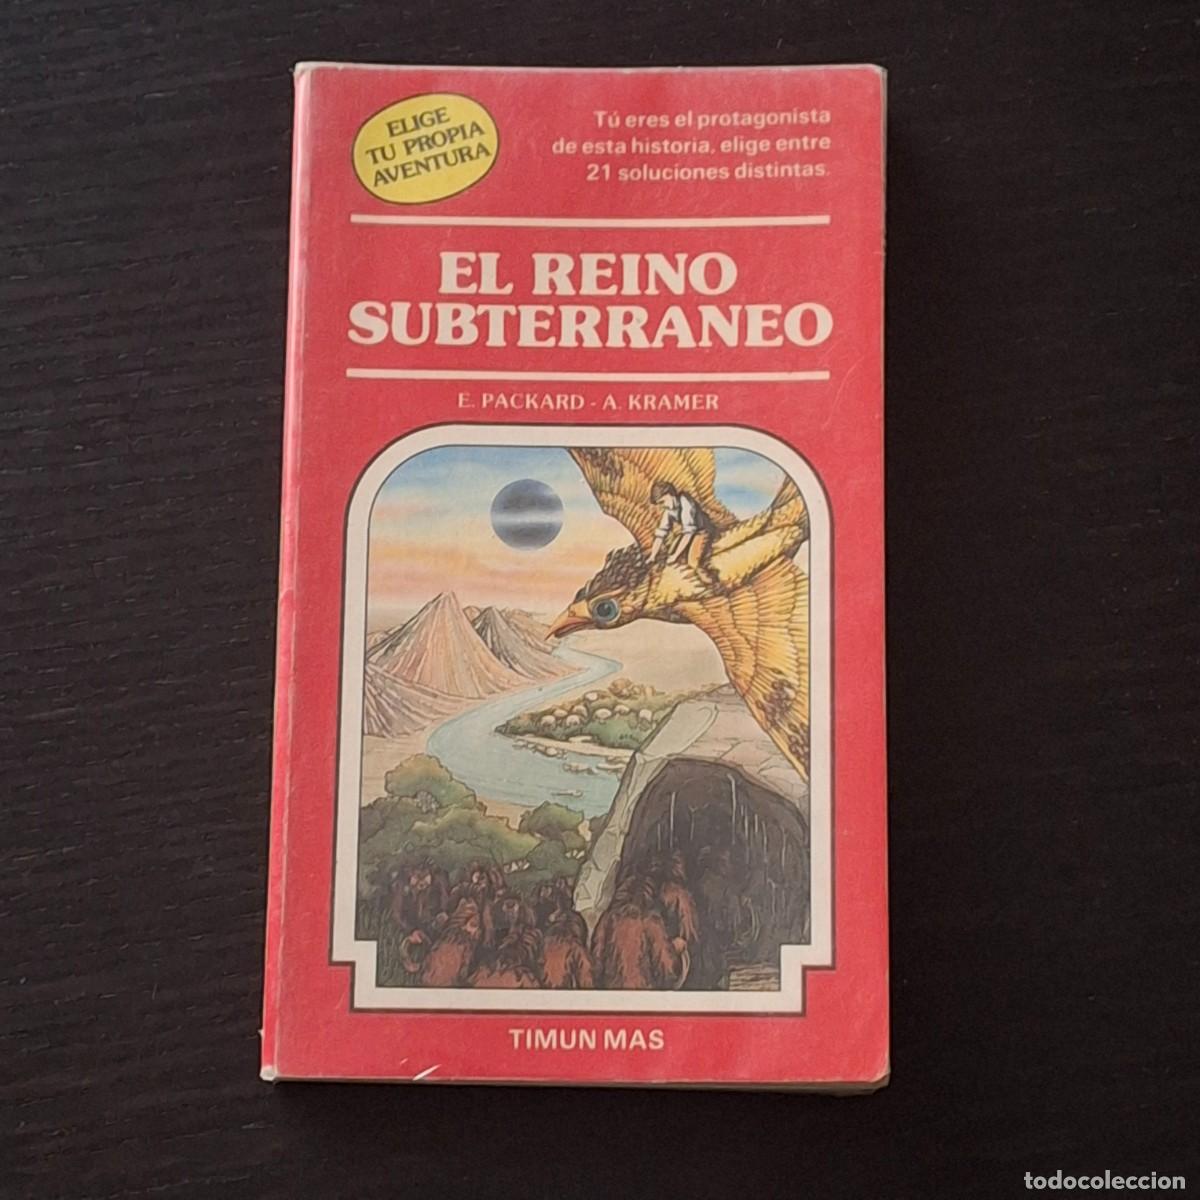 ELIGE
TU PROPIA
AVENTURA
Tú eres el protagonista
de esta historia, elige entre
21 soluciones distintas.
EL REINO
SUBTERRANEO
E. PACKARD - A. KRAMER
TIMUN MAS
todocoleccion